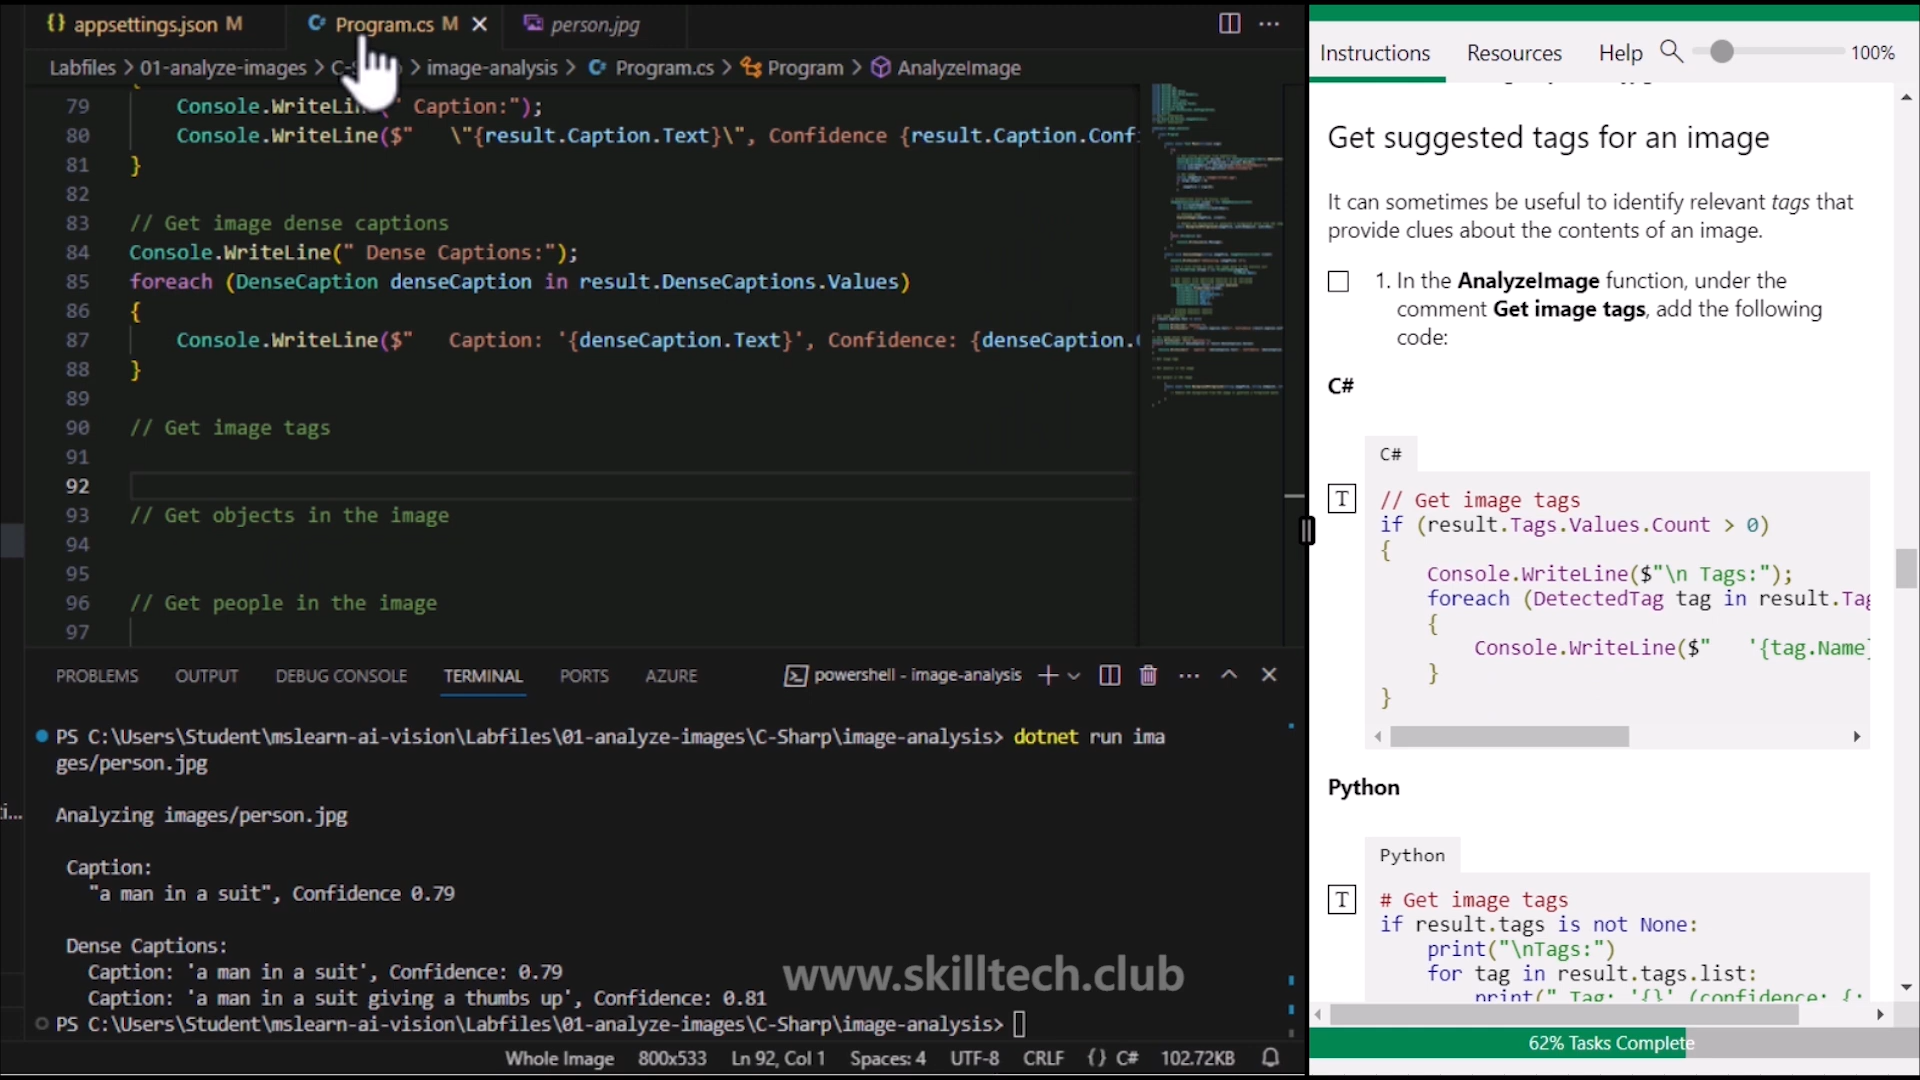 appsettings.json M
Program.cs M
person.jpg
Labfiles > 01-analyze-images > > image-analysis > Program.cs > Program > AnalyzeImage
79 Console.WriteLine(" Caption:");
80 Console.WriteLine($"   \"{result.Caption.Text}\", Confidence {result.Caption.Conf
81 }
82
83 // Get image dense captions
84 Console.WriteLine(" Dense Captions:");
85 foreach (DenseCaption denseCaption in result.DenseCaptions.Values)
86 {
87 Console.WriteLine($"   Caption: '{denseCaption.Text}', Confidence: {denseCaption.
88 }
89
90 // Get image tags
91
92
93 // Get objects in the image
94
95
96 // Get people in the image
97
PROBLEMS OUTPUT DEBUG CONSOLE TERMINAL PORTS AZURE powershell - image-analysis
PS C:\Users\Student\mslearn-ai-vision\Labfiles\01-analyze-images\C-Sharp\image-analysis> dotnet run ima
ges/person.jpg
Analyzing images/person.jpg
Caption:
"a man in a suit", Confidence 0.79
Dense Captions:
Caption: 'a man in a suit', Confidence: 0.79
Caption: 'a man in a suit giving a thumbs up', Confidence: 0.81
PS C:\Users\Student\mslearn-ai-vision\Labfiles\01-analyze-images\C-Sharp\image-analysis>
www.skilltech.club
Whole Image 800x533 Ln 92, Col 1 Spaces: 4 UTF-8 CRLF {} C# 102.72KB
Instructions Resources Help 100%
Get suggested tags for an image
It can sometimes be useful to identify relevant tags that
provide clues about the contents of an image.
1. In the AnalyzeImage function, under the
comment Get image tags, add the following
code:
C#
C#
T
// Get image tags
if (result.Tags.Values.Count > 0)
{
Console.WriteLine($"\n Tags:");
foreach (DetectedTag tag in result.Tag
{
Console.WriteLine($"   '{tag.Name}
}
}
Python
Python
T
# Get image tags
if result.tags is not None:
print("\nTags:")
for tag in result.tags.list:
print(" Tag: '{}' (confidence: {:
62% Tasks Complete